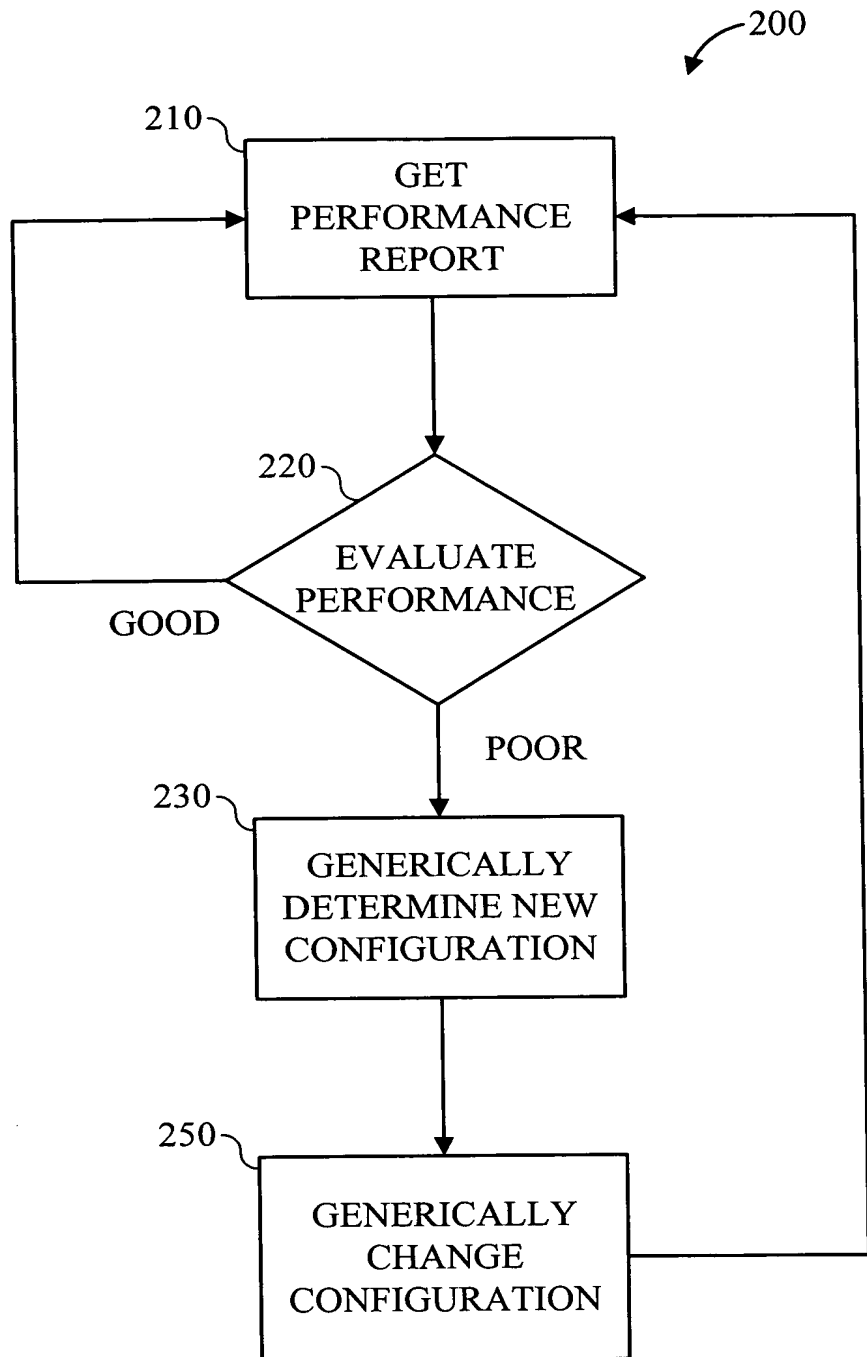 200
210
GET
PERFORMANCE
REPORT
220
EVALUATE
PERFORMANCE
GOOD
POOR
230
GENERICALLY
DETERMINE NEW
CONFIGURATION
250
GENERICALLY
CHANGE
CONFIGURATION